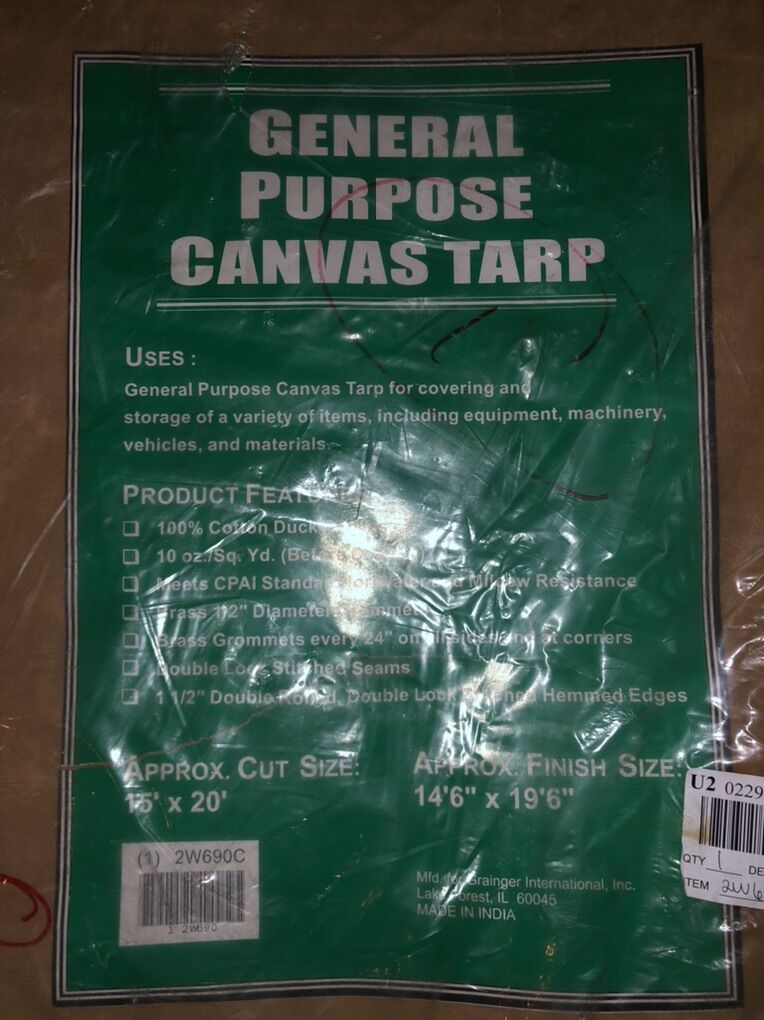 GENERAL
PURPOSE
CANVAS TARP
USES :
General Purpose Canvas Tarp for covering and
storage of a variety of items, including equipment, machinery,
vehicles, and materials.
PRODUCT
100% Cotton Duck
10 oz./Sq. Yd.
Meets CPAI Standard for Water and Mildew Resistance
Brass 1/2" Diameter Grommets
Brass Grommets every 24" on all sides and at corners
Double Lock Stitched Seams
1 1/2" Double Rolled, Double Lock Stitched Hemmed Edges
APPROX. CUT SIZE:
15' x 20'
APPROX. FINISH SIZE:
14'6" x 19'6"
U2 0229
QTY 1 DE
ITEM 2W6
(1) 2W690C
1 2W690
Mfd. for Grainger International, Inc.
Lake Forest, IL 60045
MADE IN INDIA